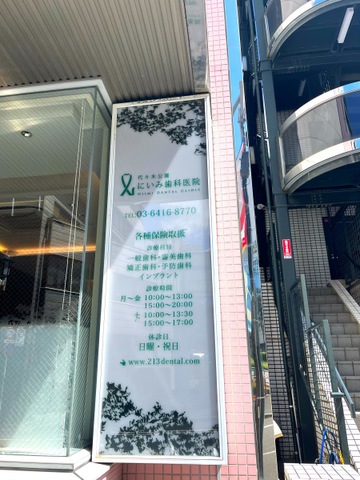 代々木公園
にいみ歯科医院
NIIMI DENTAL CLINIC
TEL:03-6416-8770
各種保険取扱
診療科目
一般歯科・審美歯科
矯正歯科・予防歯科
インプラント
診療時間
月〜金 10:00〜13:00
15:00〜20:00
土 10:00〜13:30
15:00〜17:00
休診日
日曜・祝日
www.213dental.com